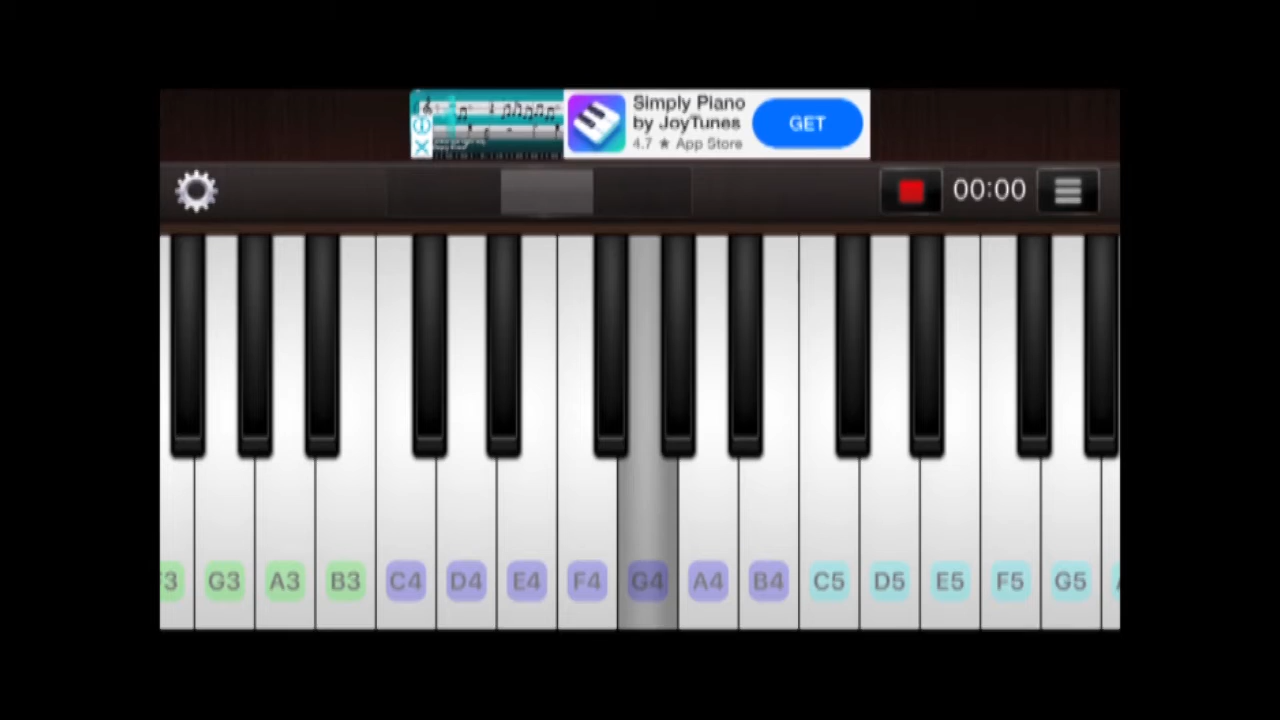 Simply Piano
by JoyTunes
4.7 ★ App Store
GET
00:00
G3 A3 B3 C4 D4 E4 F4 G4 A4 B4 C5 D5 E5 F5 G5